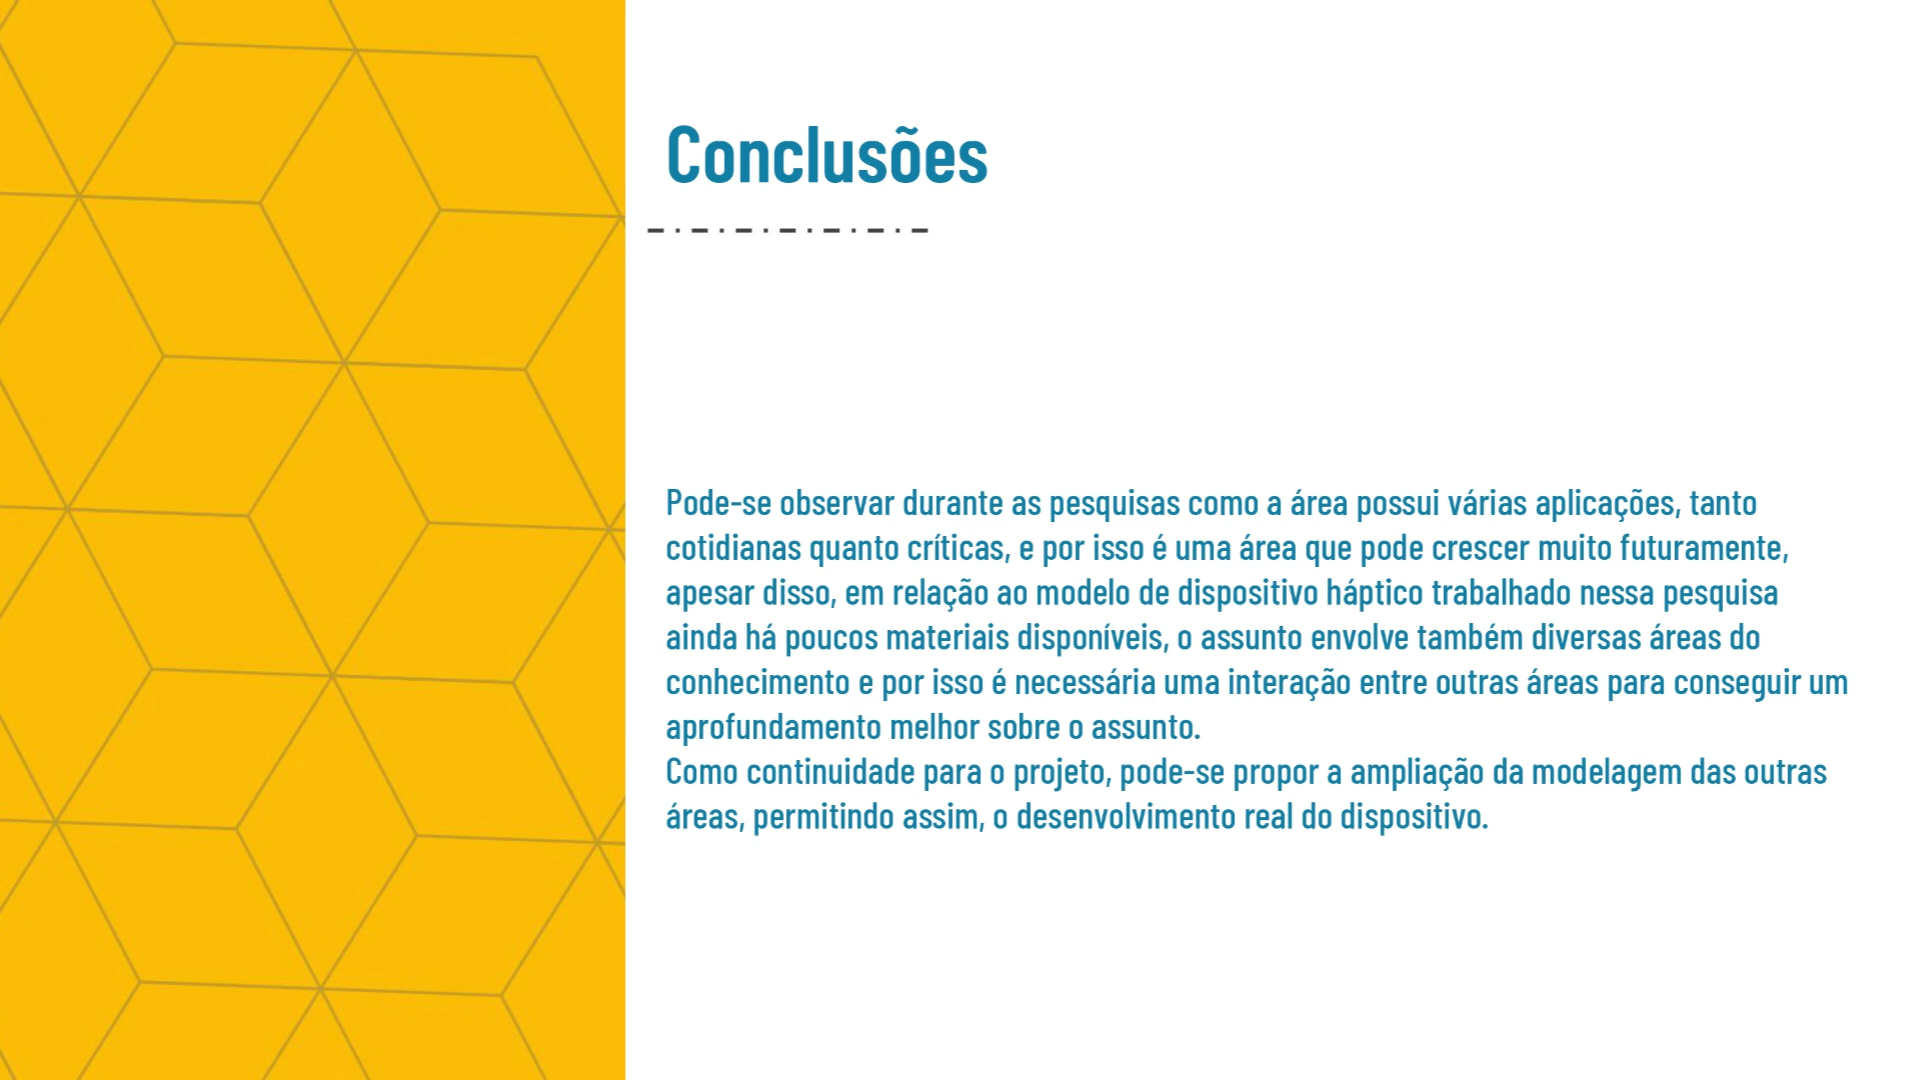 Conclusões
Pode-se observar durante as pesquisas como a área possui várias aplicações, tanto
cotidianas quanto críticas, e por isso é uma área que pode crescer muito futuramente,
apesar disso, em relação ao modelo de dispositivo háptico trabalhado nessa pesquisa
ainda há poucos materiais disponíveis, o assunto envolve também diversas áreas do
conhecimento e por isso é necessária uma interação entre outras áreas para conseguir um
aprofundamento melhor sobre o assunto.
Como continuidade para o projeto, pode-se propor a ampliação da modelagem das outras
áreas, permitindo assim, o desenvolvimento real do dispositivo.